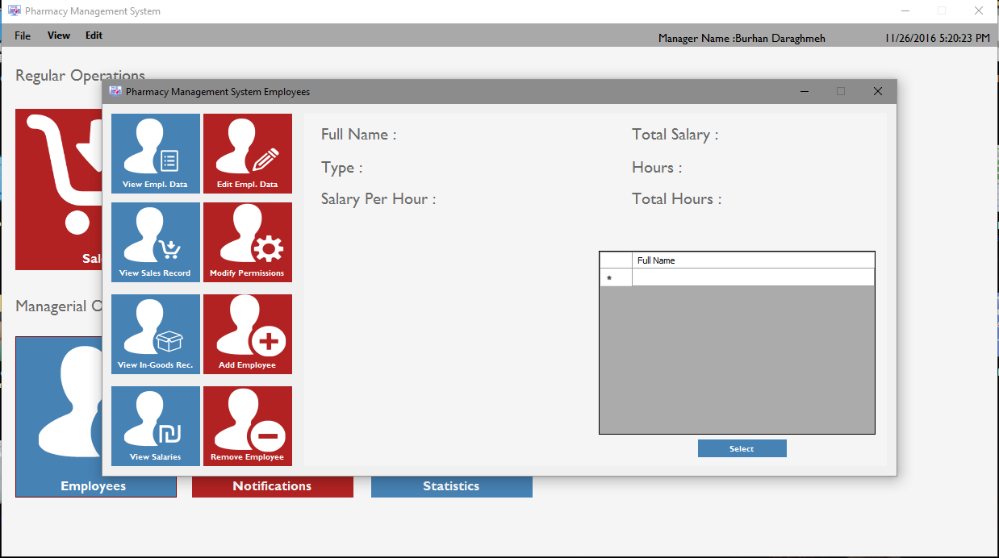 Pharmacy Management System
File View Edit
Manager Name :Burhan Daraghmeh
11/26/2016 5:20:23 PM
Regular Operations
Pharmacy Management System Employees
View Empl. Data
Edit Empl. Data
View Sales Record
Modify Permissions
View In-Goods Rec.
Add Employee
View Salaries
Remove Employee
Full Name :
Total Salary :
Type :
Hours :
Salary Per Hour :
Total Hours :
Full Name
*
Select
Sal
Managerial O
Employees
Notifications
Statistics